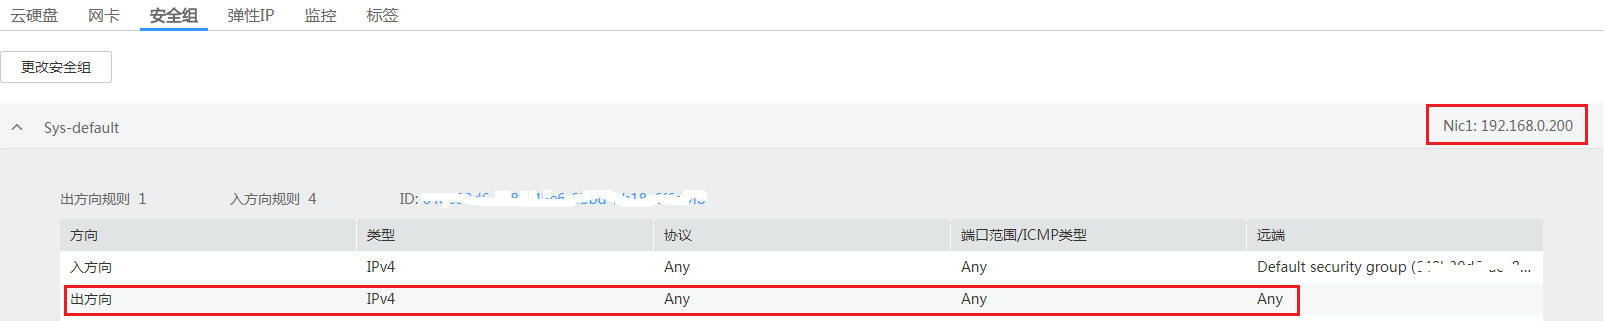 云硬盘 网卡 安全组 弹性IP 监控 标签
更改安全组
Sys-default Nic1: 192.168.0.200
出方向规则 1 入方向规则 4 ID:
方向 类型 协议 端口范围/ICMP类型 远端
入方向 IPv4 Any Any Default security group (
出方向 IPv4 Any Any Any